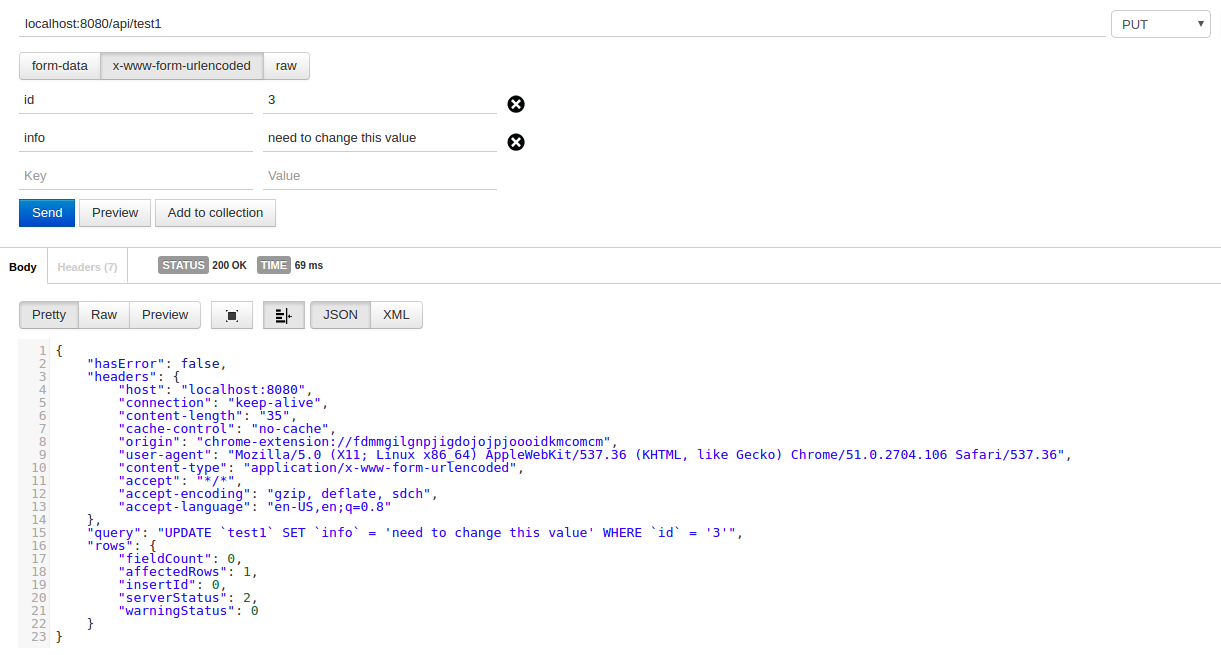 localhost:8080/api/test1 PUT
form-data x-www-form-urlencoded raw
id 3
info need to change this value
Key Value
Send Preview Add to collection
Body Headers (7) STATUS 200 OK TIME 69 ms
Pretty Raw Preview JSON XML
1 {
2     "hasError": false,
3     "headers": {
4         "host": "localhost:8080",
5         "connection": "keep-alive",
6         "content-length": "35",
7         "cache-control": "no-cache",
8         "origin": "chrome-extension://fdmmgilgnpjigdojojpjoooidkmcomcm",
9         "user-agent": "Mozilla/5.0 (X11; Linux x86_64) AppleWebKit/537.36 (KHTML, like Gecko) Chrome/51.0.2704.106 Safari/537.36",
10         "content-type": "application/x-www-form-urlencoded",
11         "accept": "*/*",
12         "accept-encoding": "gzip, deflate, sdch",
13         "accept-language": "en-US,en;q=0.8"
14     },
15     "query": "UPDATE `test1` SET `info` = 'need to change this value' WHERE `id` = '3'",
16     "rows": {
17         "fieldCount": 0,
18         "affectedRows": 1,
19         "insertId": 0,
20         "serverStatus": 2,
21         "warningStatus": 0
22     }
23 }